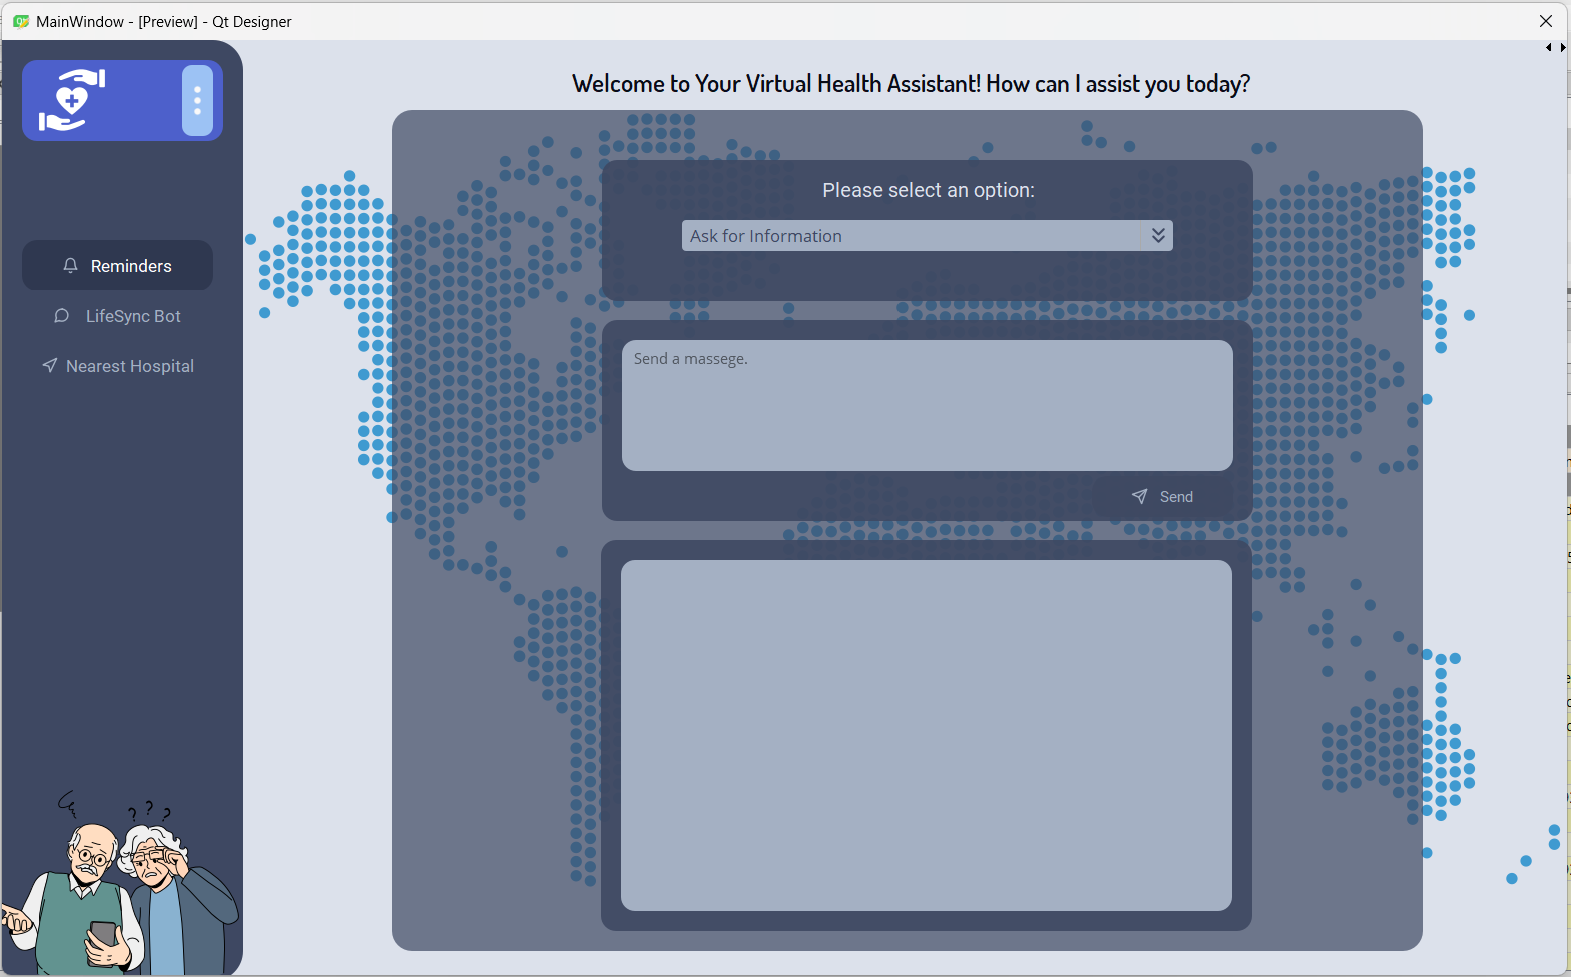 MainWindow - [Preview] - Qt Designer
Welcome to Your Virtual Health Assistant! How can I assist you today?
Please select an option:
Ask for Information
Reminders
LifeSync Bot
Nearest Hospital
Send a massege.
Send
? ? ?